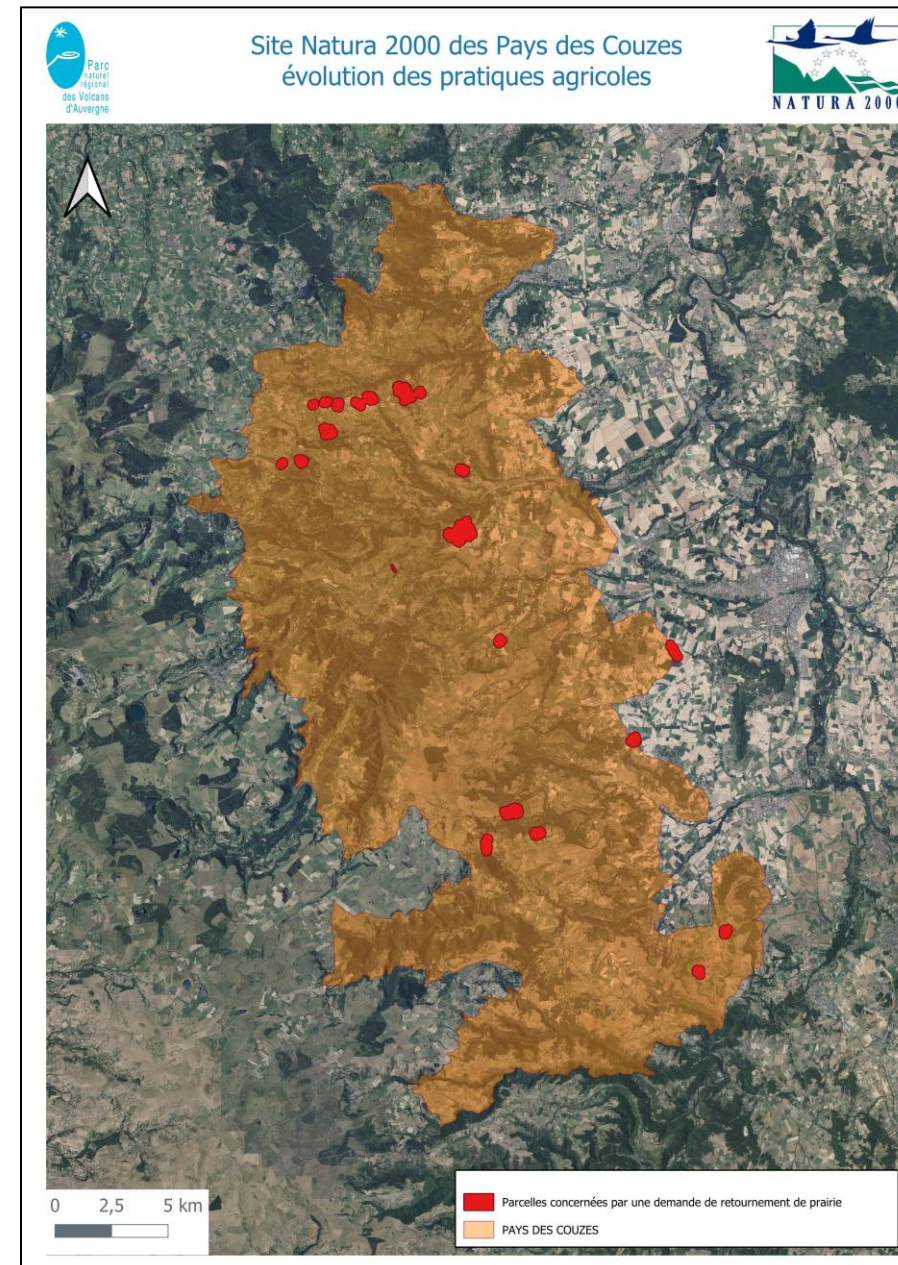 Parc
naturel
régional
des Volcans
d'Auvergne
Site Natura 2000 des Pays des Couzes
évolution des pratiques agricoles
NATURA 2000
0 2,5 5 km
Parcelles concernées par une demande de retournement de prairie
PAYS DES COUZES